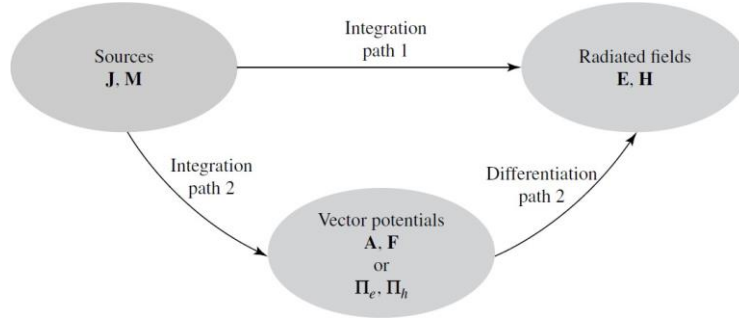 Sources
J, M
Integration
path 1
Radiated fields
E, H
Integration
path 2
Differentiation
path 2
Vector potentials
A, F
or
Πₑ, Πₕ